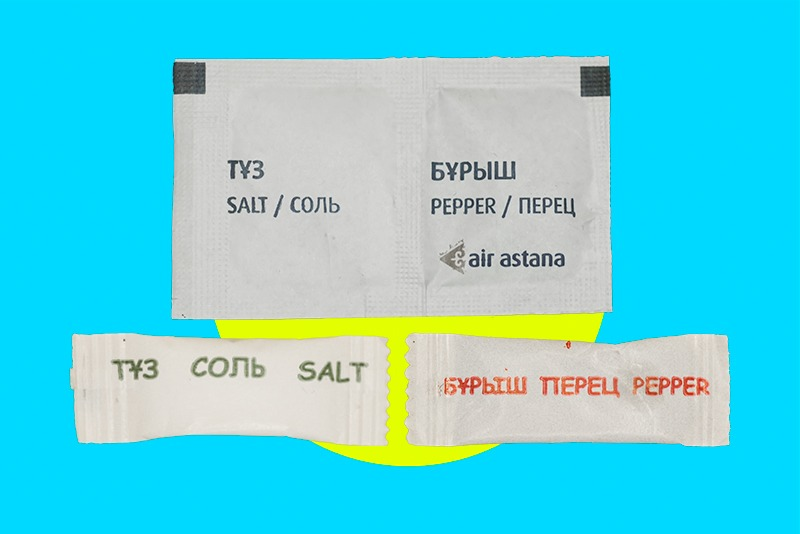 ТҰЗ
SALT / СОЛЬ
БҰРЫШ
PEPPER / ПЕРЕЦ
air astana
ТҰЗ СОЛЬ SALT
БҰРЫШ ПЕРЕЦ PEPPER